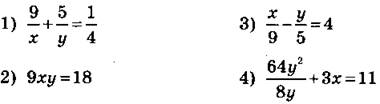 1) 9/x + 5/y = 1/4
3) x/9 − y/5 = 4
2) 9xy = 18
4) 64y²/8y + 3x = 11